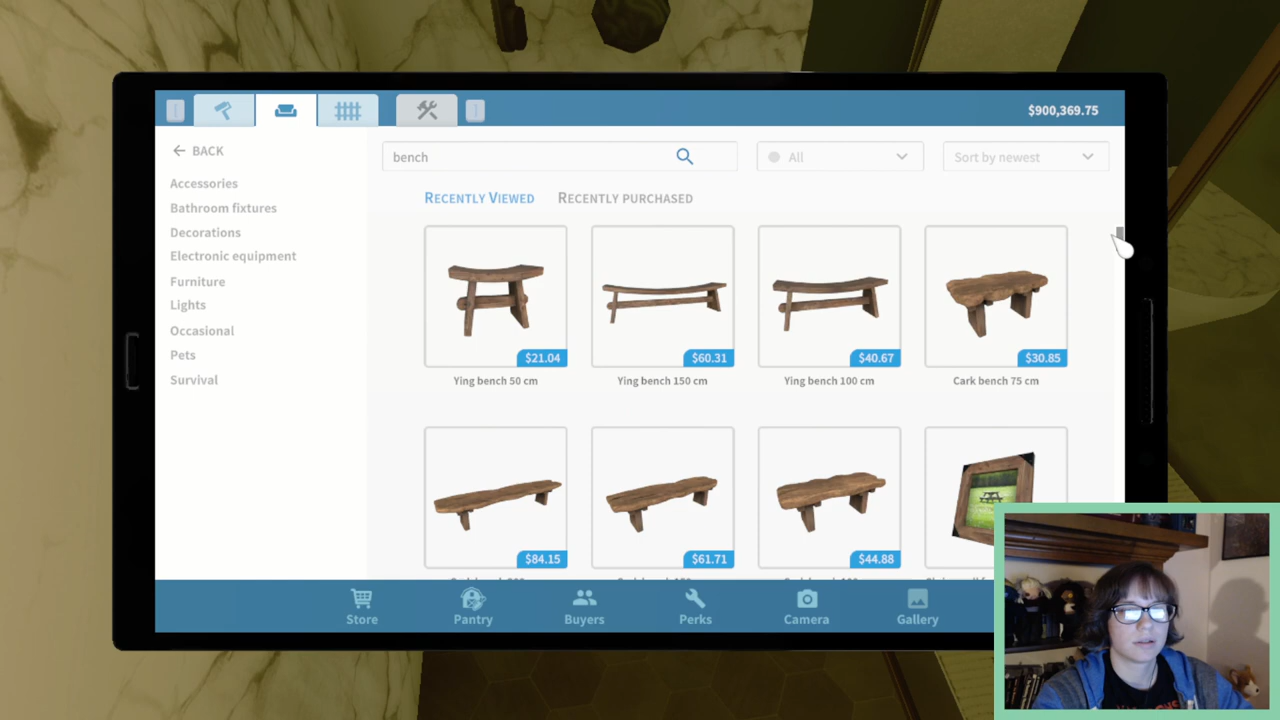 $900,369.75
BACK
bench
All
Sort by newest
Accessories
Bathroom fixtures
Decorations
Electronic equipment
Furniture
Lights
Occasional
Pets
Survival
RECENTLY VIEWED
RECENTLY PURCHASED
$21.04
$60.31
$40.67
$30.85
Ying bench 50 cm
Ying bench 150 cm
Ying bench 100 cm
Cark bench 75 cm
$84.15
$61.71
$44.88
Store
Pantry
Buyers
Perks
Camera
Gallery